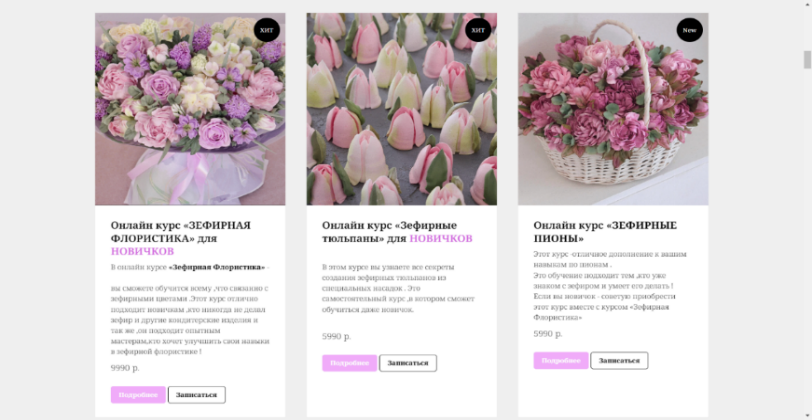 ХИТ
Онлайн курс «ЗЕФИРНАЯ
ФЛОРИСТИКА» для
НОВИЧКОВ
В онлайн курсе «Зефирная Флористика» -
вы сможете обучится всему ,что связано с
зефирными цветами .Этот курс отлично
подходит новичкам ,кто никогда не делал
зефир и другие кондитерские изделия и
так же ,он подходит опытным
мастерам,кто хочет улучшить свои навыки
в зефирной флористике !
9990 р.
Подробнее
Записаться
ХИТ
Онлайн курс «Зефирные
тюльпаны» для НОВИЧКОВ
В этом курсе вы узнаете все секреты
создания зефирных тюльпанов из
специальных насадок . Это
самостоятельный курс ,в котором сможет
обучиться даже новичок.
5990 р.
Подробнее
Записаться
New
Онлайн курс «ЗЕФИРНЫЕ
ПИОНЫ»
Этот курс -отличное дополнение к вашим
навыкам по пионам .
Это обучение подходит тем ,кто уже
знаком с зефиром и умеет его делать !
Если вы новичок - советую приобрести
этот курс вместе с курсом «Зефирная
Флористика»
5990 р.
Подробнее
Записаться